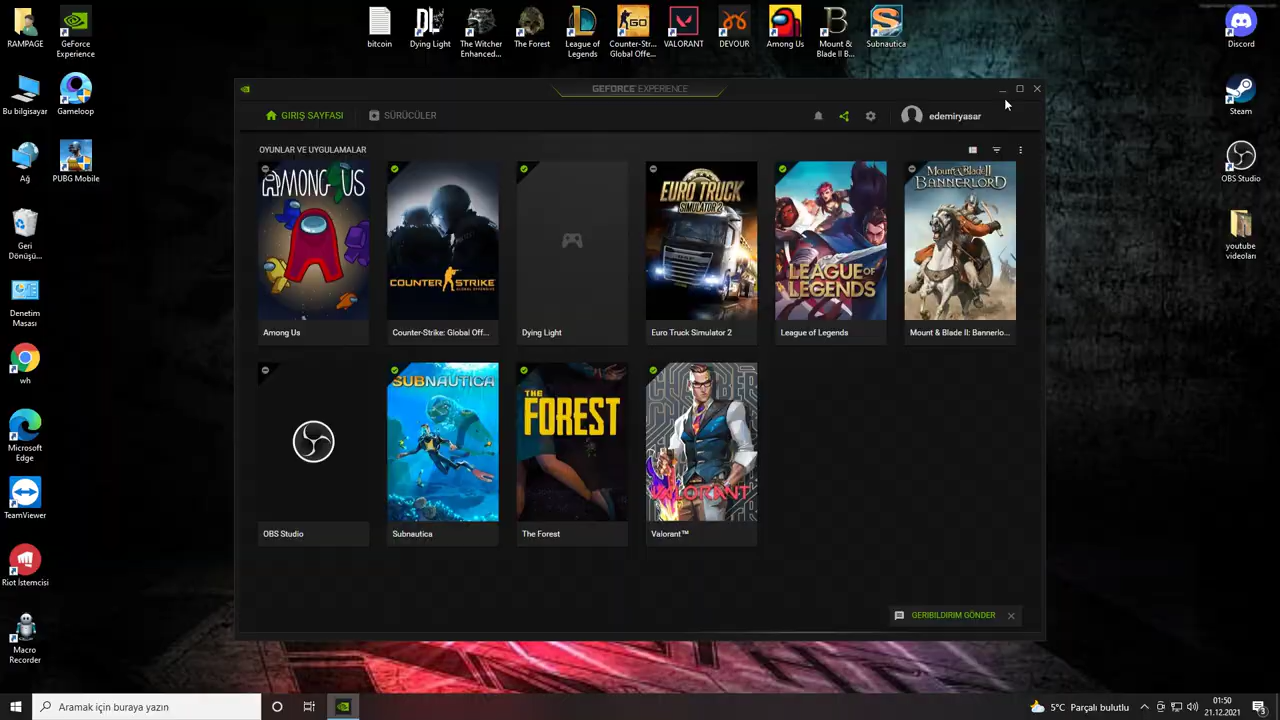 RAMPAGE
GeForce
Experience
bitcoin
Dying Light
The Witcher
Enhanced...
The Forest
League of
Legends
Counter-Str...
Global Offe...
VALORANT
DEVOUR
Among Us
Mount &
Blade II B...
Subnautica
Discord
Bu bilgisayar
Gameloop
Steam
Ağ
PUBG Mobile
OBS Studio
Geri
Dönüşü...
youtube
videoları
Denetim
Masası
wh
Microsoft
Edge
TeamViewer
Riot İstemcisi
Macro
Recorder
GEFORCE EXPERIENCE
GIRIŞ SAYFASI
SÜRÜCÜLER
edemiryasar
OYUNLAR VE UYGULAMALAR
AMONG US
COUNTER STRIKE
GLOBAL OFFENSIVE
EURO TRUCK
SIMULATOR 2
LEAGUE OF
LEGENDS
MOUNT & BLADE II
BANNERLORD
Among Us
Counter-Strike: Global Off...
Dying Light
Euro Truck Simulator 2
League of Legends
Mount & Blade II: Bannerlo...
SUBNAUTICA
THE
FOREST
VALORANT
OBS Studio
Subnautica
The Forest
Valorant™
GERIBILDIRIM GÖNDER
Aramak için buraya yazın
5°C Parçalı bulutlu
01:50
21.12.2021
3